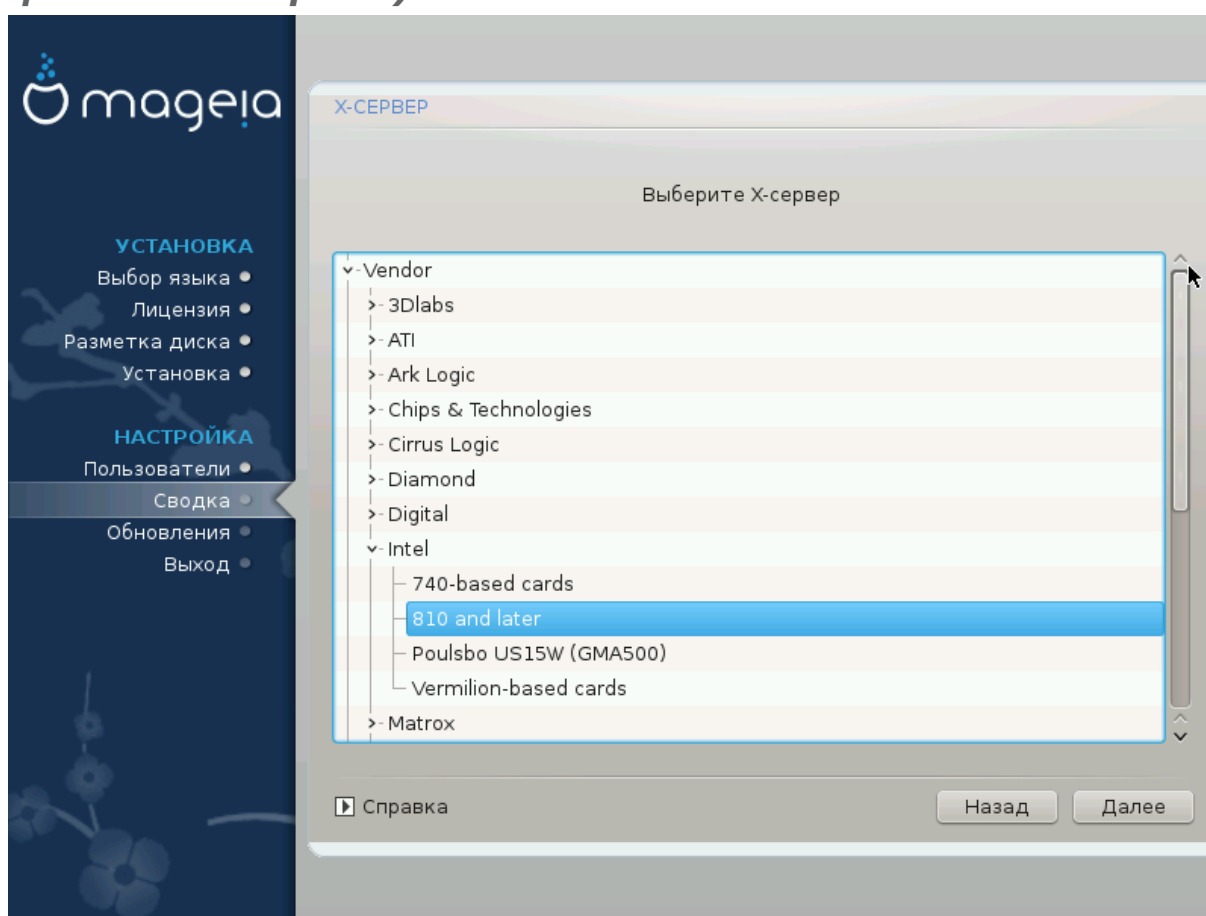 mageia
УСТАНОВКА
Выбор языка
Лицензия
Разметка диска
Установка
НАСТРОЙКА
Пользователи
Сводка
Обновления
Выход
X-СЕРВЕР
Выберите X-сервер
Vendor
3Dlabs
ATI
Ark Logic
Chips & Technologies
Cirrus Logic
Diamond
Digital
Intel
740-based cards
810 and later
Poulsbo US15W (GMA500)
Vermilion-based cards
Matrox
Справка
Назад
Далее